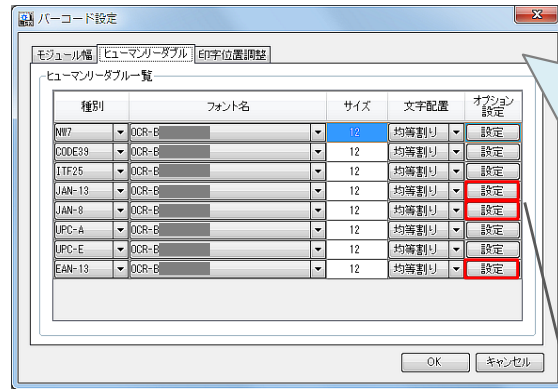 バーコード設定
モジュール幅 ヒューマンリーダブル 印字位置調整
ヒューマンリーダブル一覧
種別 フォント名 サイズ 文字配置 オプション設定
NW7 OCR-B 12 均等割り 設定
CODE39 OCR-B 12 均等割り 設定
ITF25 OCR-B 12 均等割り 設定
JAN-13 OCR-B 12 均等割り 設定
JAN-8 OCR-B 12 均等割り 設定
UPC-A OCR-B 12 均等割り 設定
UPC-E OCR-B 12 均等割り 設定
EAN-13 OCR-B 12 均等割り 設定
OK キャンセル